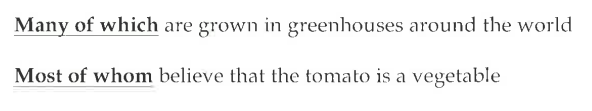 Many of which are grown in greenhouses around the world
Most of whom believe that the tomato is a vegetable